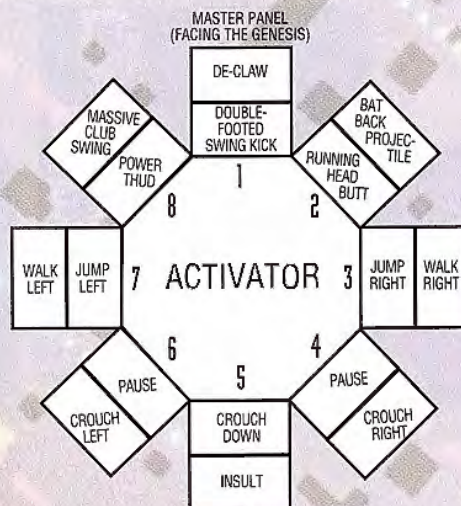 MASTER PANEL
(FACING THE GENESIS)
DE-CLAW
DOUBLE-
FOOTED
SWING KICK
1
BAT
BACK
PROJEC-
TILE
RUNNING
HEAD
BUTT
2
JUMP
RIGHT
WALK
RIGHT
3
PAUSE
CROUCH
RIGHT
4
CROUCH
DOWN
INSULT
5
PAUSE
CROUCH
LEFT
6
WALK
LEFT
JUMP
LEFT
7
MASSIVE
CLUB
SWING
POWER
THUD
8
ACTIVATOR